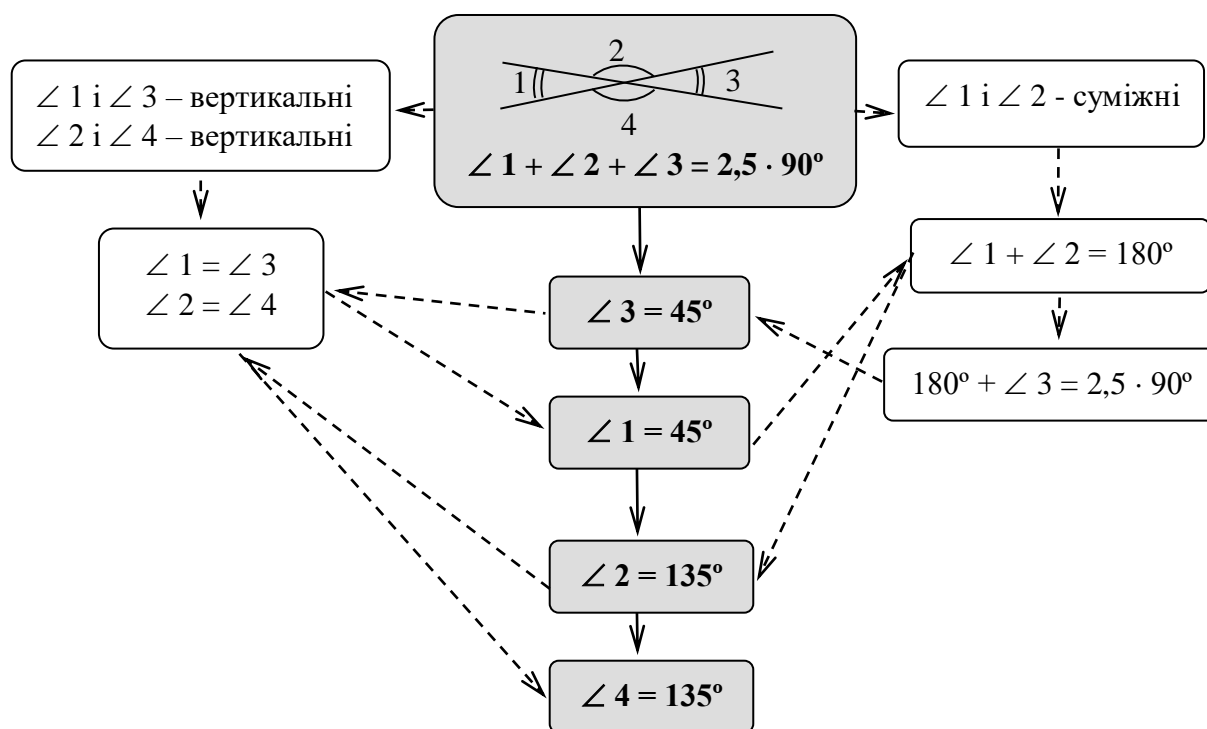 ∠ 1 і ∠ 3 – вертикальні
∠ 2 і ∠ 4 – вертикальні
2
1
3
4
∠ 1 + ∠ 2 + ∠ 3 = 2,5 · 90º
∠ 1 і ∠ 2 - суміжні
∠ 1 = ∠ 3
∠ 2 = ∠ 4
∠ 1 + ∠ 2 = 180º
∠ 3 = 45º
180º + ∠ 3 = 2,5 · 90º
∠ 1 = 45º
∠ 2 = 135º
∠ 4 = 135º